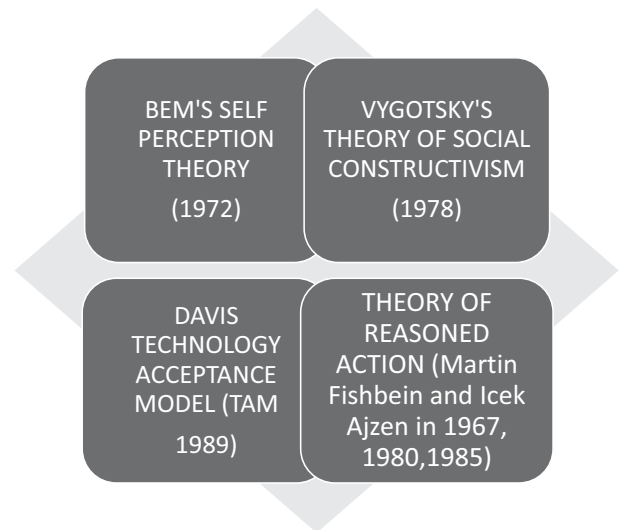 BEM'S SELF
PERCEPTION
THEORY
(1972)
VYGOTSKY'S
THEORY OF SOCIAL
CONSTRUCTIVISM
(1978)
DAVIS
TECHNOLOGY
ACCEPTANCE
MODEL (TAM
1989)
THEORY OF
REASONED
ACTION (Martin
Fishbein and Icek
Ajzen in 1967,
1980,1985)